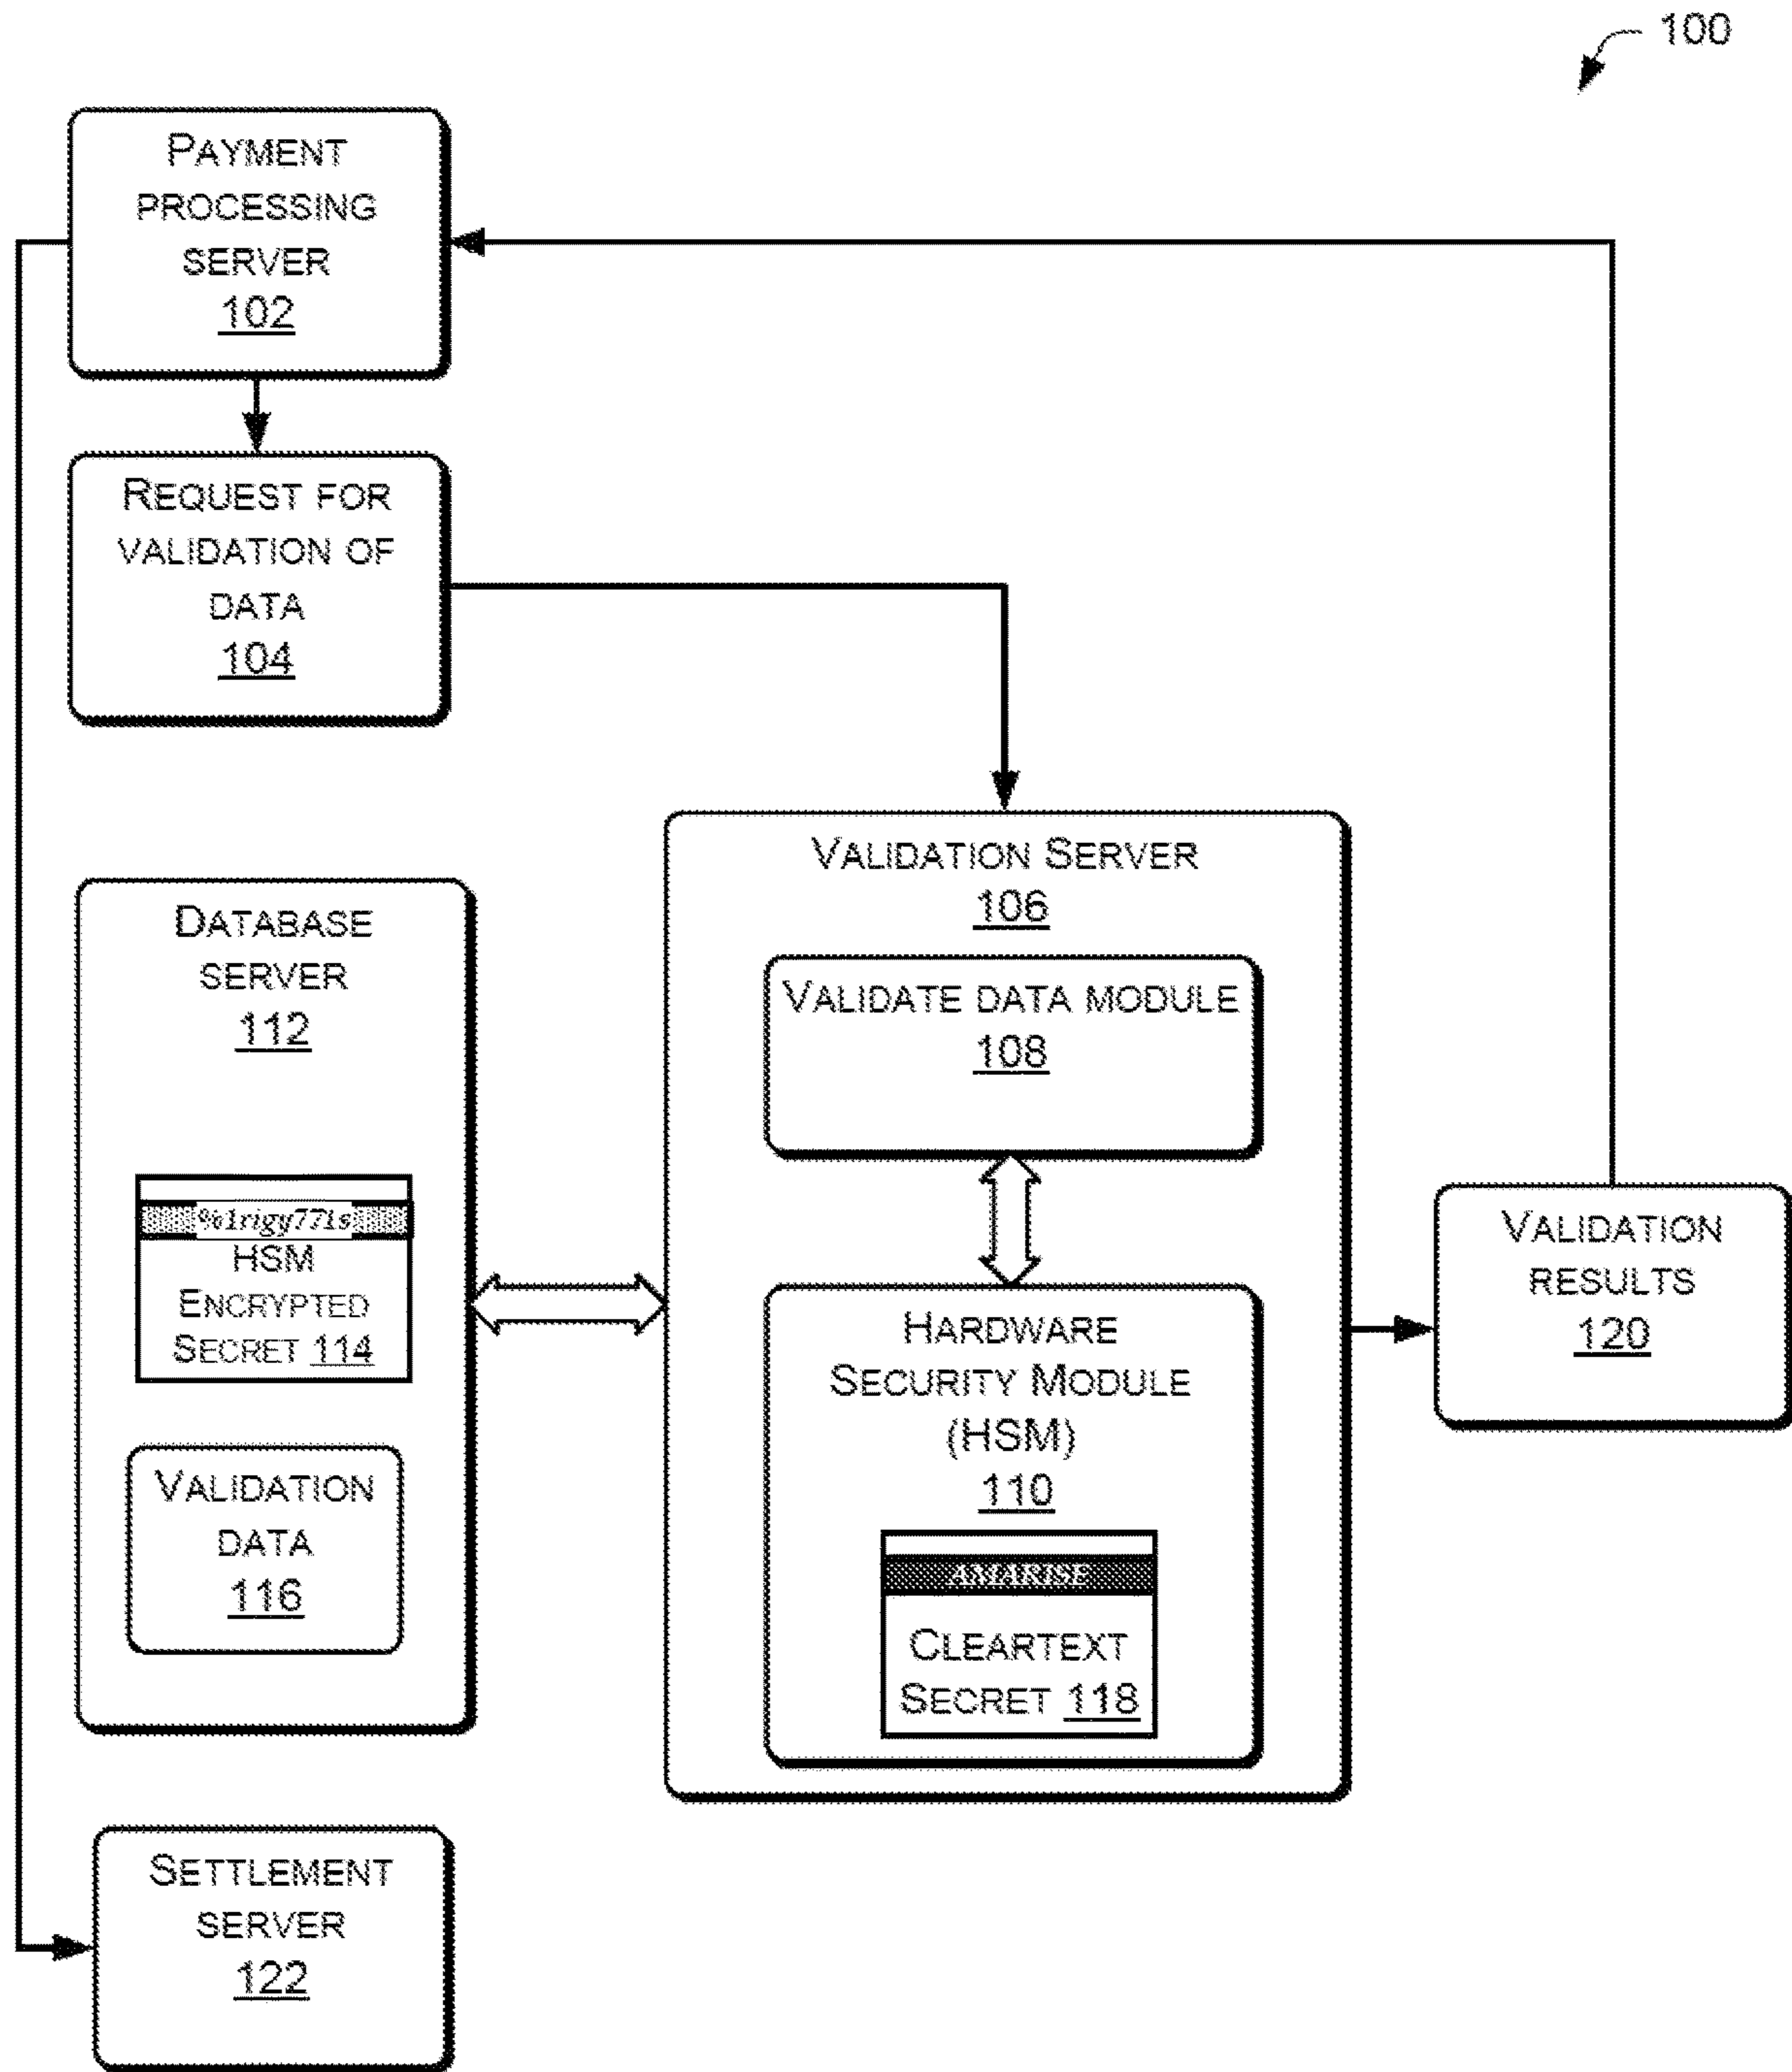 100
PAYMENT
PROCESSING
SERVER
102
REQUEST FOR
VALIDATION OF
DATA
104
VALIDATION SERVER
106
VALIDATE DATA MODULE
108
DATABASE
SERVER
112
%1rigy771s
HSM
ENCRYPTED
SECRET 114
VALIDATION
DATA
116
HARDWARE
SECURITY MODULE
(HSM)
110
AMARISE
CLEARTEXT
SECRET 118
VALIDATION
RESULTS
120
SETTLEMENT
SERVER
122